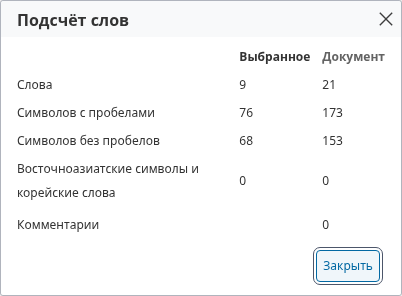 Подсчёт слов
Выбранное Документ
Слова 9 21
Символов с пробелами 76 173
Символов без пробелов 68 153
Восточноазиатские символы и
корейские слова 0 0
Комментарии 0
Закрыть